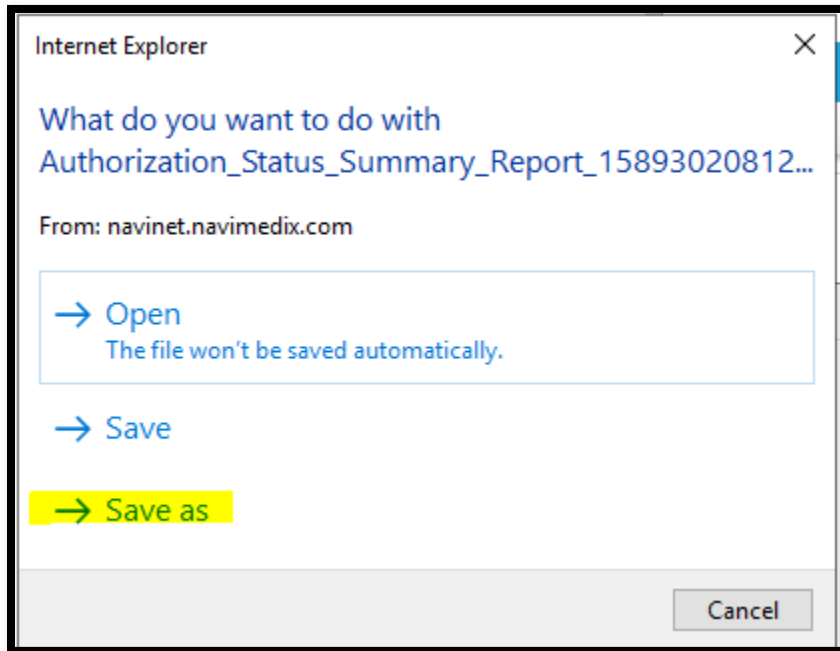 Internet Explorer
What do you want to do with
Authorization_Status_Summary_Report_15893020812...
From: navinet.navimedix.com
→ Open
The file won't be saved automatically.
→ Save
→ Save as
Cancel